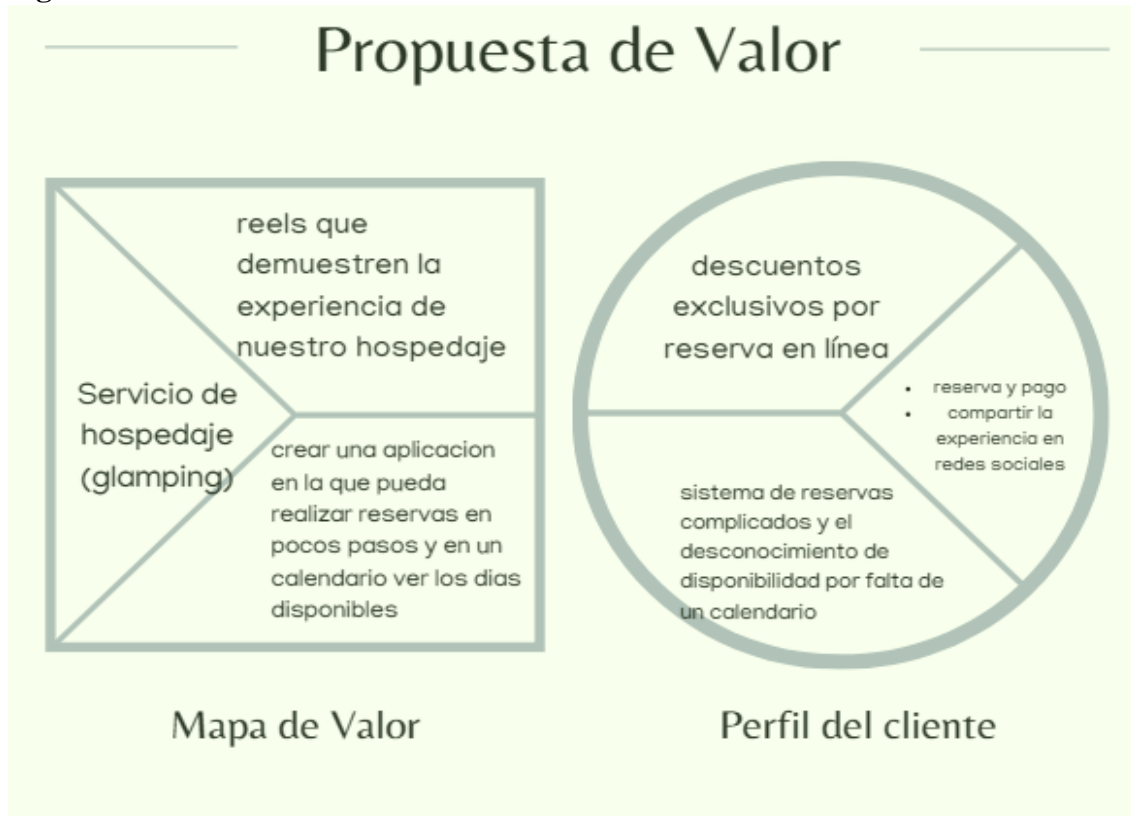 Propuesta de Valor
reels que
demuestren la
experiencia de
nuestro hospedaje
Servicio de
hospedaje
(glamping)
crear una aplicacion
en la que pueda
realizar reservas en
pocos pasos y en un
calendario ver los dias
disponibles
descuentos
exclusivos por
reserva en línea
• reserva y pago
• compartir la
experiencia en
redes sociales
sistema de reservas
complicados y el
desconocimiento de
disponibilidad por falta de
un calendario
Mapa de Valor
Perfil del cliente